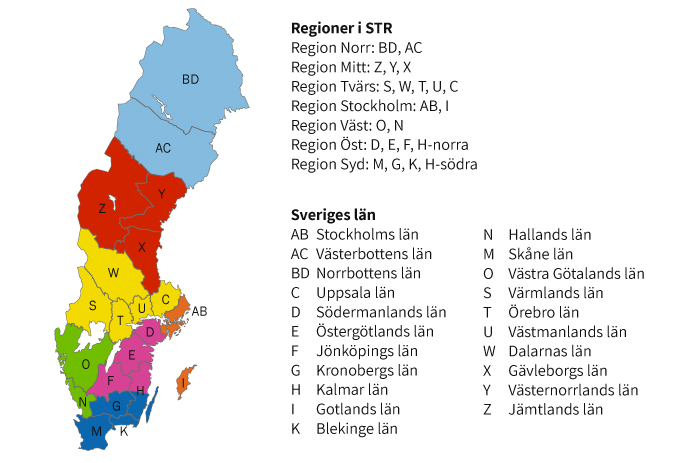 Regioner i STR
Region Norr: BD, AC
Region Mitt: Z, Y, X
Region Tvärs: S, W, T, U, C
Region Stockholm: AB, I
Region Väst: O, N
Region Öst: D, E, F, H-norra
Region Syd: M, G, K, H-södra
Sveriges län
AB Stockholms län
AC Västerbottens län
BD Norrbottens län
C Uppsala län
D Södermanlands län
E Östergötlands län
F Jönköpings län
G Kronobergs län
H Kalmar län
I Gotlands län
K Blekinge län
N Hallands län
M Skåne län
O Västra Götalands län
S Värmlands län
T Örebro län
U Västmanlands län
W Dalarnas län
X Gävleborgs län
Y Västernorrlands län
Z Jämtlands län
BD
AC
Y
Z
X
W
C
S
U
AB
T
D
E
O
F
I
H
N
G
M
K